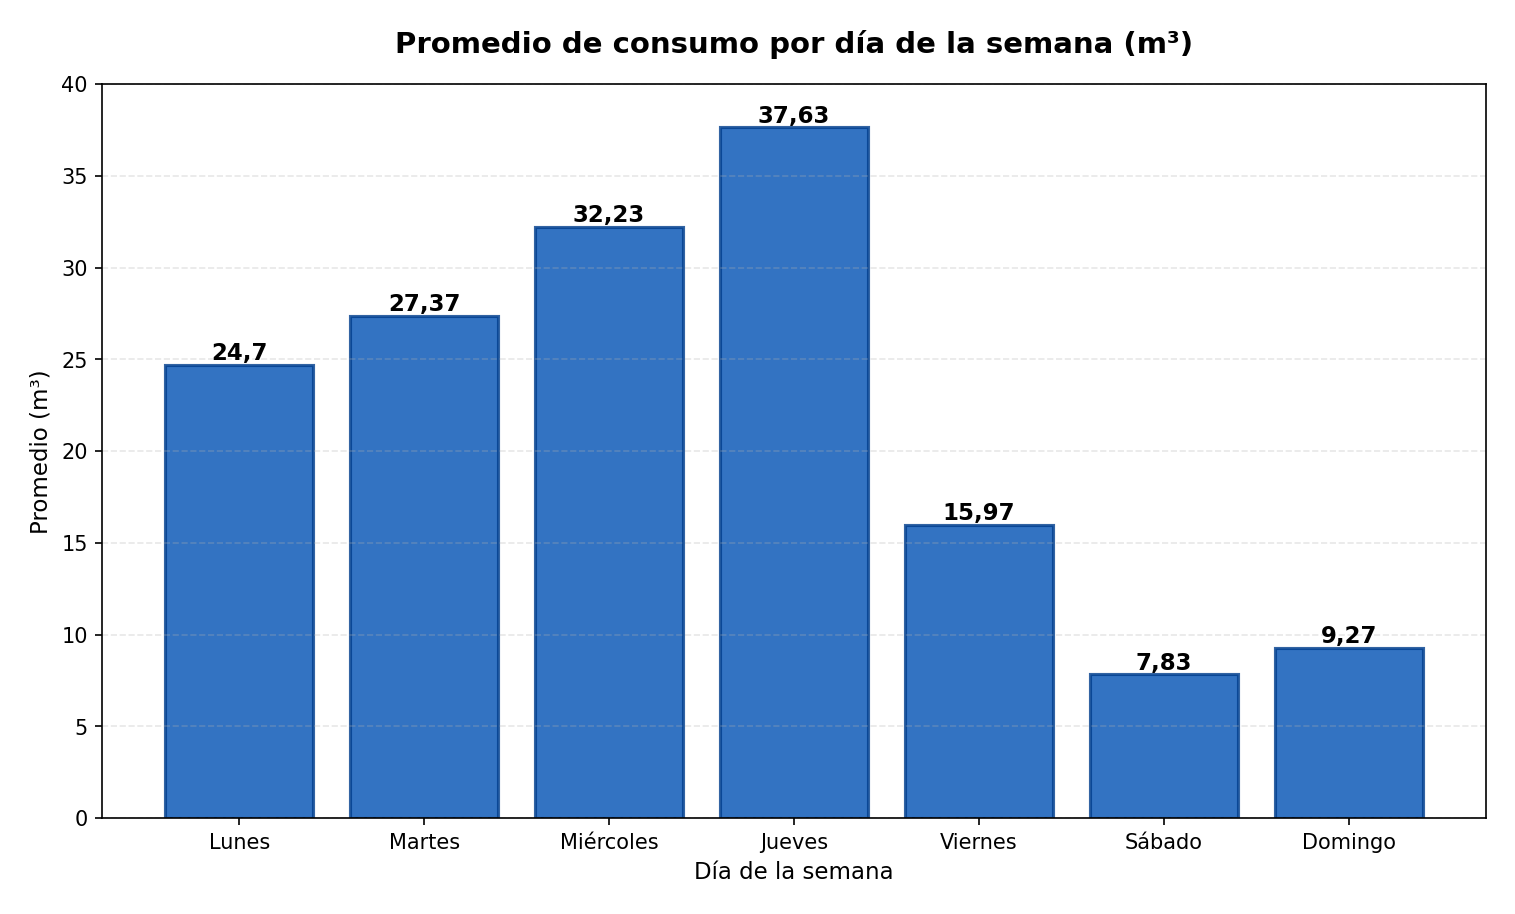 Promedio de consumo por día de la semana (m³)
Promedio (m³)
40
35
30
25
20
15
10
5
0
24,7
27,37
32,23
37,63
15,97
7,83
9,27
Lunes
Martes
Miércoles
Jueves
Viernes
Sábado
Domingo
Día de la semana